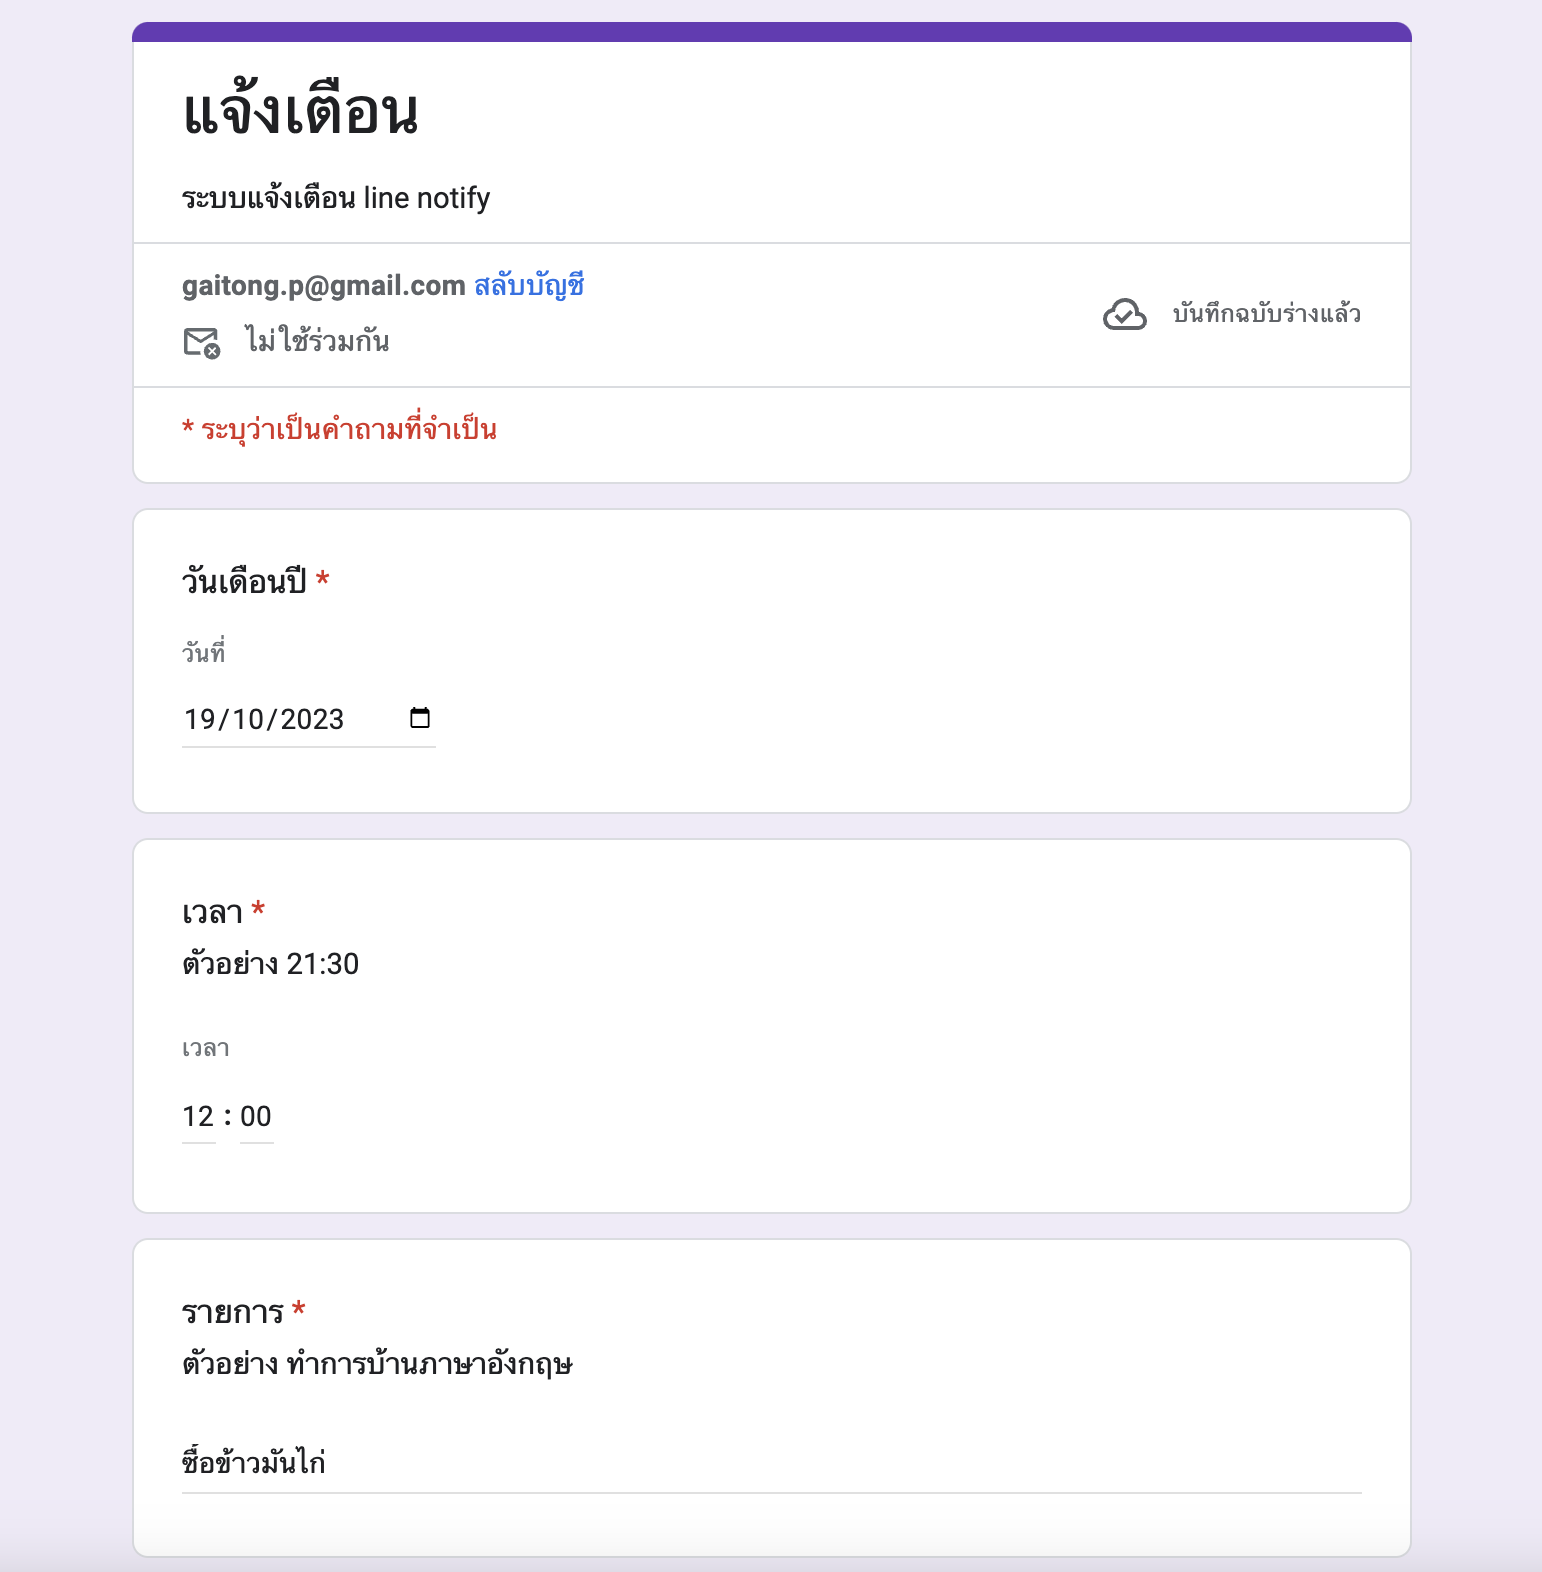 แจ้งเตือน
ระบบแจ้งเตือน line notify
gaitong.p@gmail.com สลับบัญชี
ไม่ใช้ร่วมกัน
บันทึกฉบับร่างแล้ว
* ระบุว่าเป็นคำถามที่จำเป็น
วันเดือนปี *
วันที่
19/10/2023
เวลา *
ตัวอย่าง 21:30
เวลา
12 : 00
รายการ *
ตัวอย่าง ทำการบ้านภาษาอังกฤษ
ซื้อข้าวมันไก่